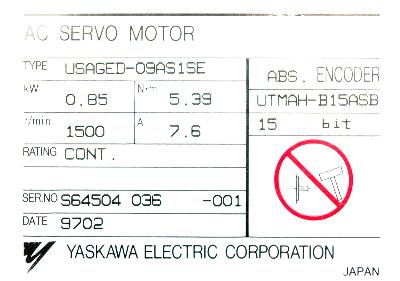 AC SERVO MOTOR
TYPE USAGED-09AS1SE
kW 0.85 N·m 5.39
r/min 1500 A 7.6
RATING CONT.
SER.NO S64504 036 -001
DATE 9702
ABS. ENCODER
UTMAH-B15ASB
15 bit
YASKAWA ELECTRIC CORPORATION
JAPAN